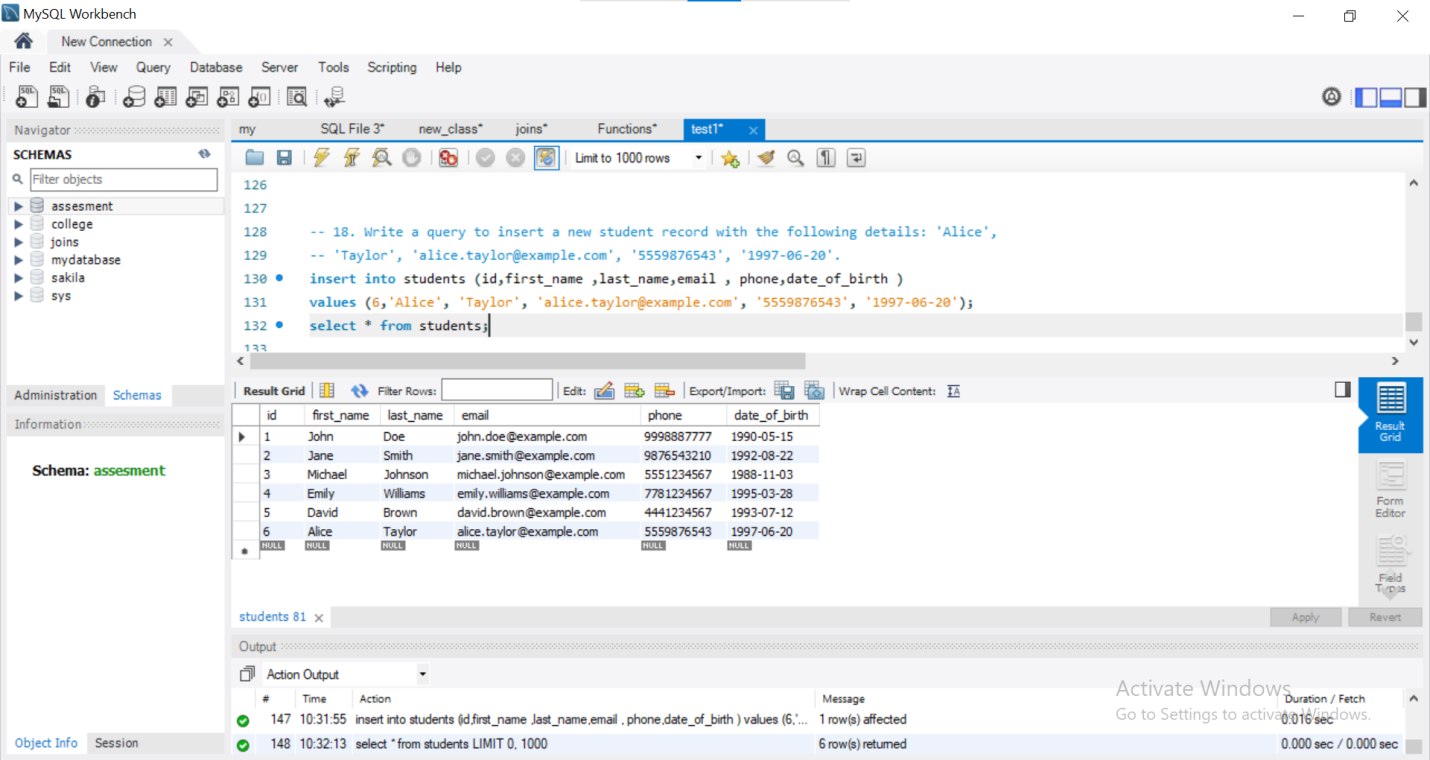 MySQL Workbench
New Connection
File Edit View Query Database Server Tools Scripting Help
Navigator
SCHEMAS
Filter objects
assesment
college
joins
mydatabase
sakila
sys
Administration Schemas
Information
Schema: assesment
Object Info Session
my SQL File 3* new_class* joins* Functions* test1*
Limit to 1000 rows
126
127
128 -- 18. Write a query to insert a new student record with the following details: 'Alice',
129 -- 'Taylor', 'alice.taylor@example.com', '5559876543', '1997-06-20'.
130 insert into students (id,first_name ,last_name,email , phone,date_of_birth )
131 values (6,'Alice', 'Taylor', 'alice.taylor@example.com', '5559876543', '1997-06-20');
132 select * from students;
133
Result Grid Filter Rows: Edit: Export/Import: Wrap Cell Content:
id first_name last_name email phone date_of_birth
1 John Doe john.doe@example.com 9998887777 1990-05-15
2 Jane Smith jane.smith@example.com 9876543210 1992-08-22
3 Michael Johnson michael.johnson@example.com 5551234567 1988-11-03
4 Emily Williams emily.williams@example.com 7781234567 1995-03-28
5 David Brown david.brown@example.com 4441234567 1993-07-12
6 Alice Taylor alice.taylor@example.com 5559876543 1997-06-20
NULL NULL NULL NULL NULL NULL
Result
Grid
Form
Editor
Field
Types
students 81
Apply Revert
Output
Action Output
# Time Action Message Duration / Fetch
147 10:31:55 insert into students (id,first_name ,last_name,email , phone,date_of_birth ) values (6,'... 1 row(s) affected 0.016 sec
148 10:32:13 select * from students LIMIT 0, 1000 6 row(s) returned 0.000 sec / 0.000 sec
Activate Windows
Go to Settings to activate Windows.